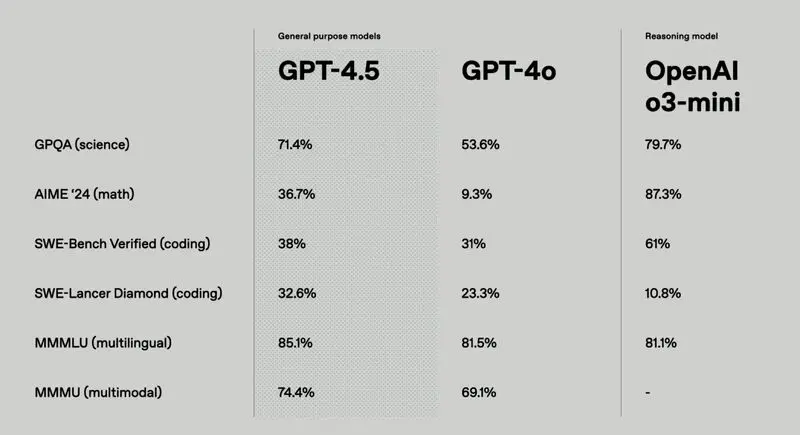 General purpose models
Reasoning model
GPT-4.5
GPT-4o
OpenAI
o3-mini
GPQA (science)
71.4%
53.6%
79.7%
AIME ‘24 (math)
36.7%
9.3%
87.3%
SWE-Bench Verified (coding)
38%
31%
61%
SWE-Lancer Diamond (coding)
32.6%
23.3%
10.8%
MMMLU (multilingual)
85.1%
81.5%
81.1%
MMMU (multimodal)
74.4%
69.1%
-